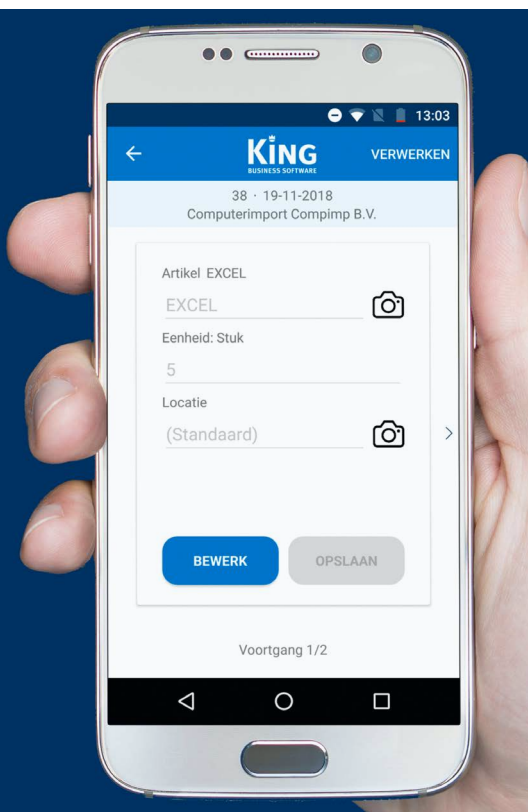 13:03
KING
BUSINESS SOFTWARE
VERWERKEN
38 · 19-11-2018
Computerimport Compimp B.V.
Artikel EXCEL
EXCEL
Eenheid: Stuk
5
Locatie
(Standaard)
BEWERK
OPSLAAN
Voortgang 1/2